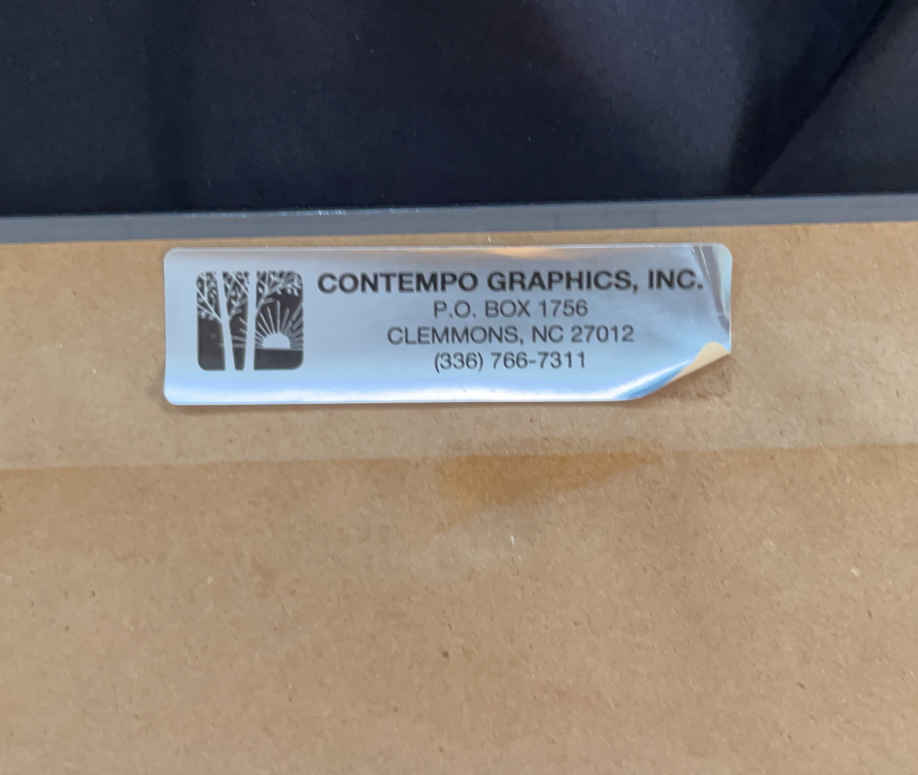 CONTEMPO GRAPHICS, INC.
P.O. BOX 1756
CLEMMONS, NC 27012
(336) 766-7311